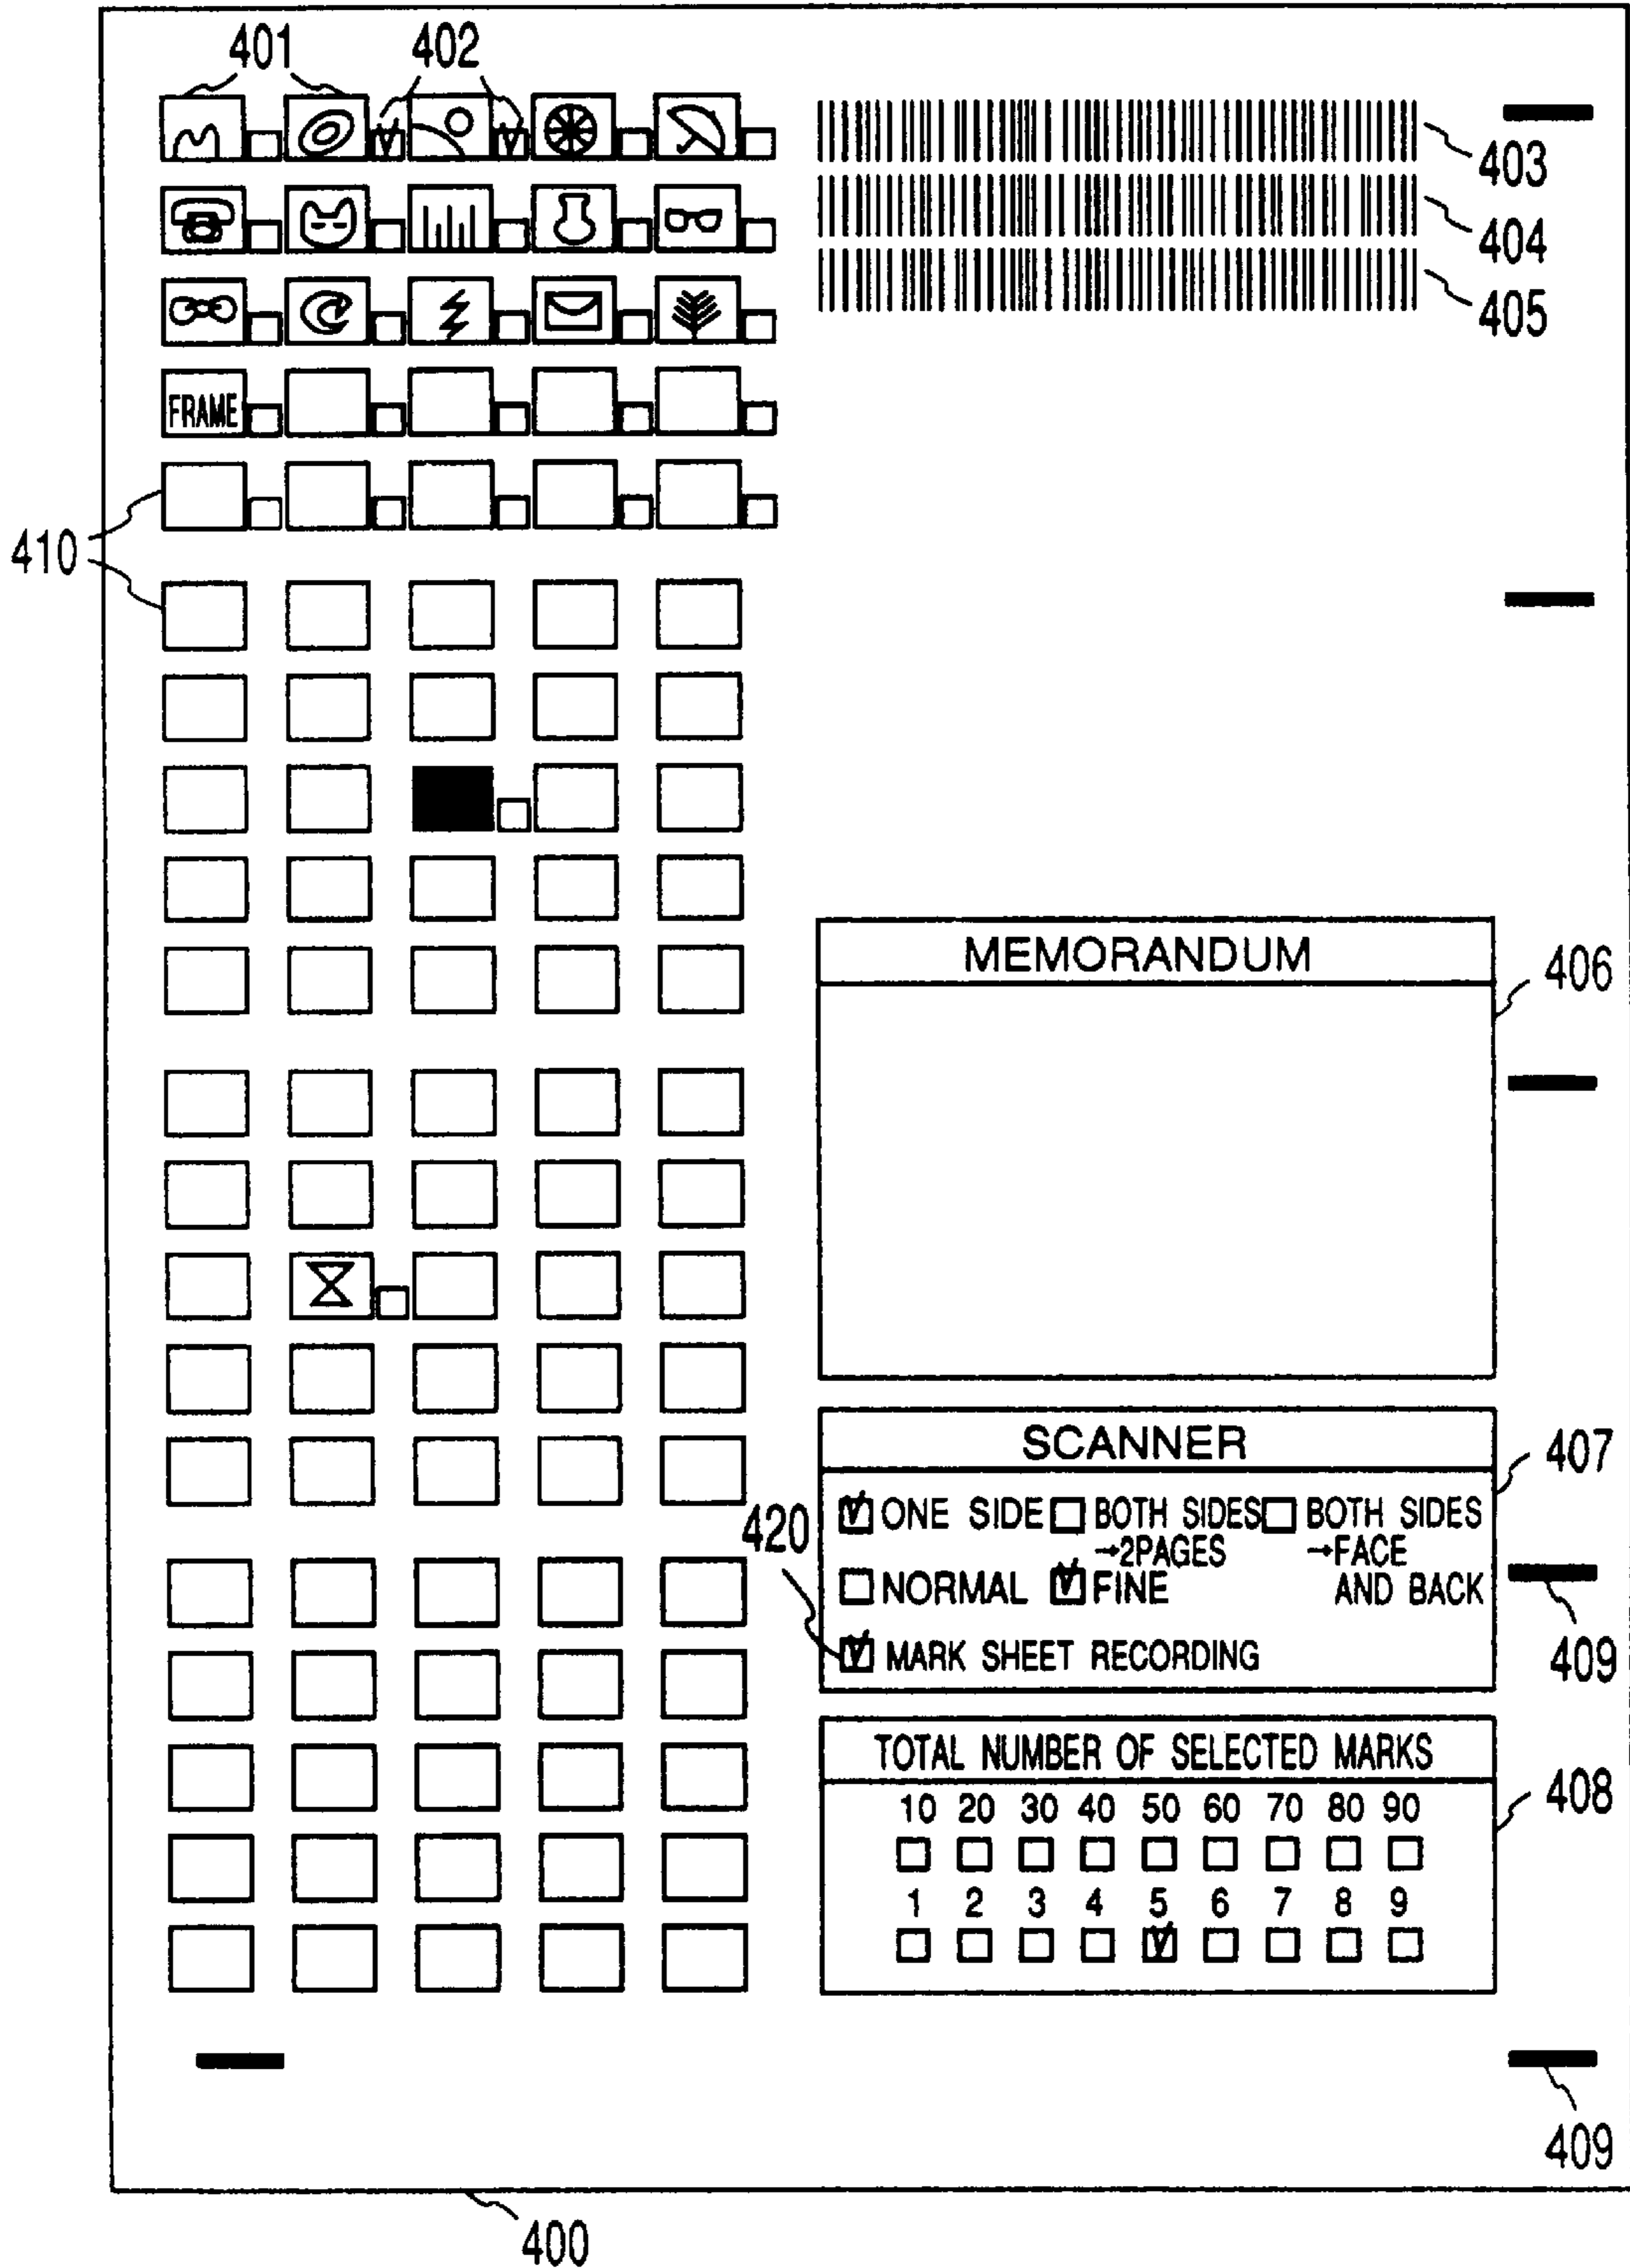 401
402
403
404
405
FRAME
410
MEMORANDUM
406
SCANNER
407
420
ONE SIDE BOTH SIDES BOTH SIDES
→2PAGES →FACE
NORMAL FINE AND BACK
MARK SHEET RECORDING
409
TOTAL NUMBER OF SELECTED MARKS
408
10 20 30 40 50 60 70 80 90
1 2 3 4 5 6 7 8 9
409
400